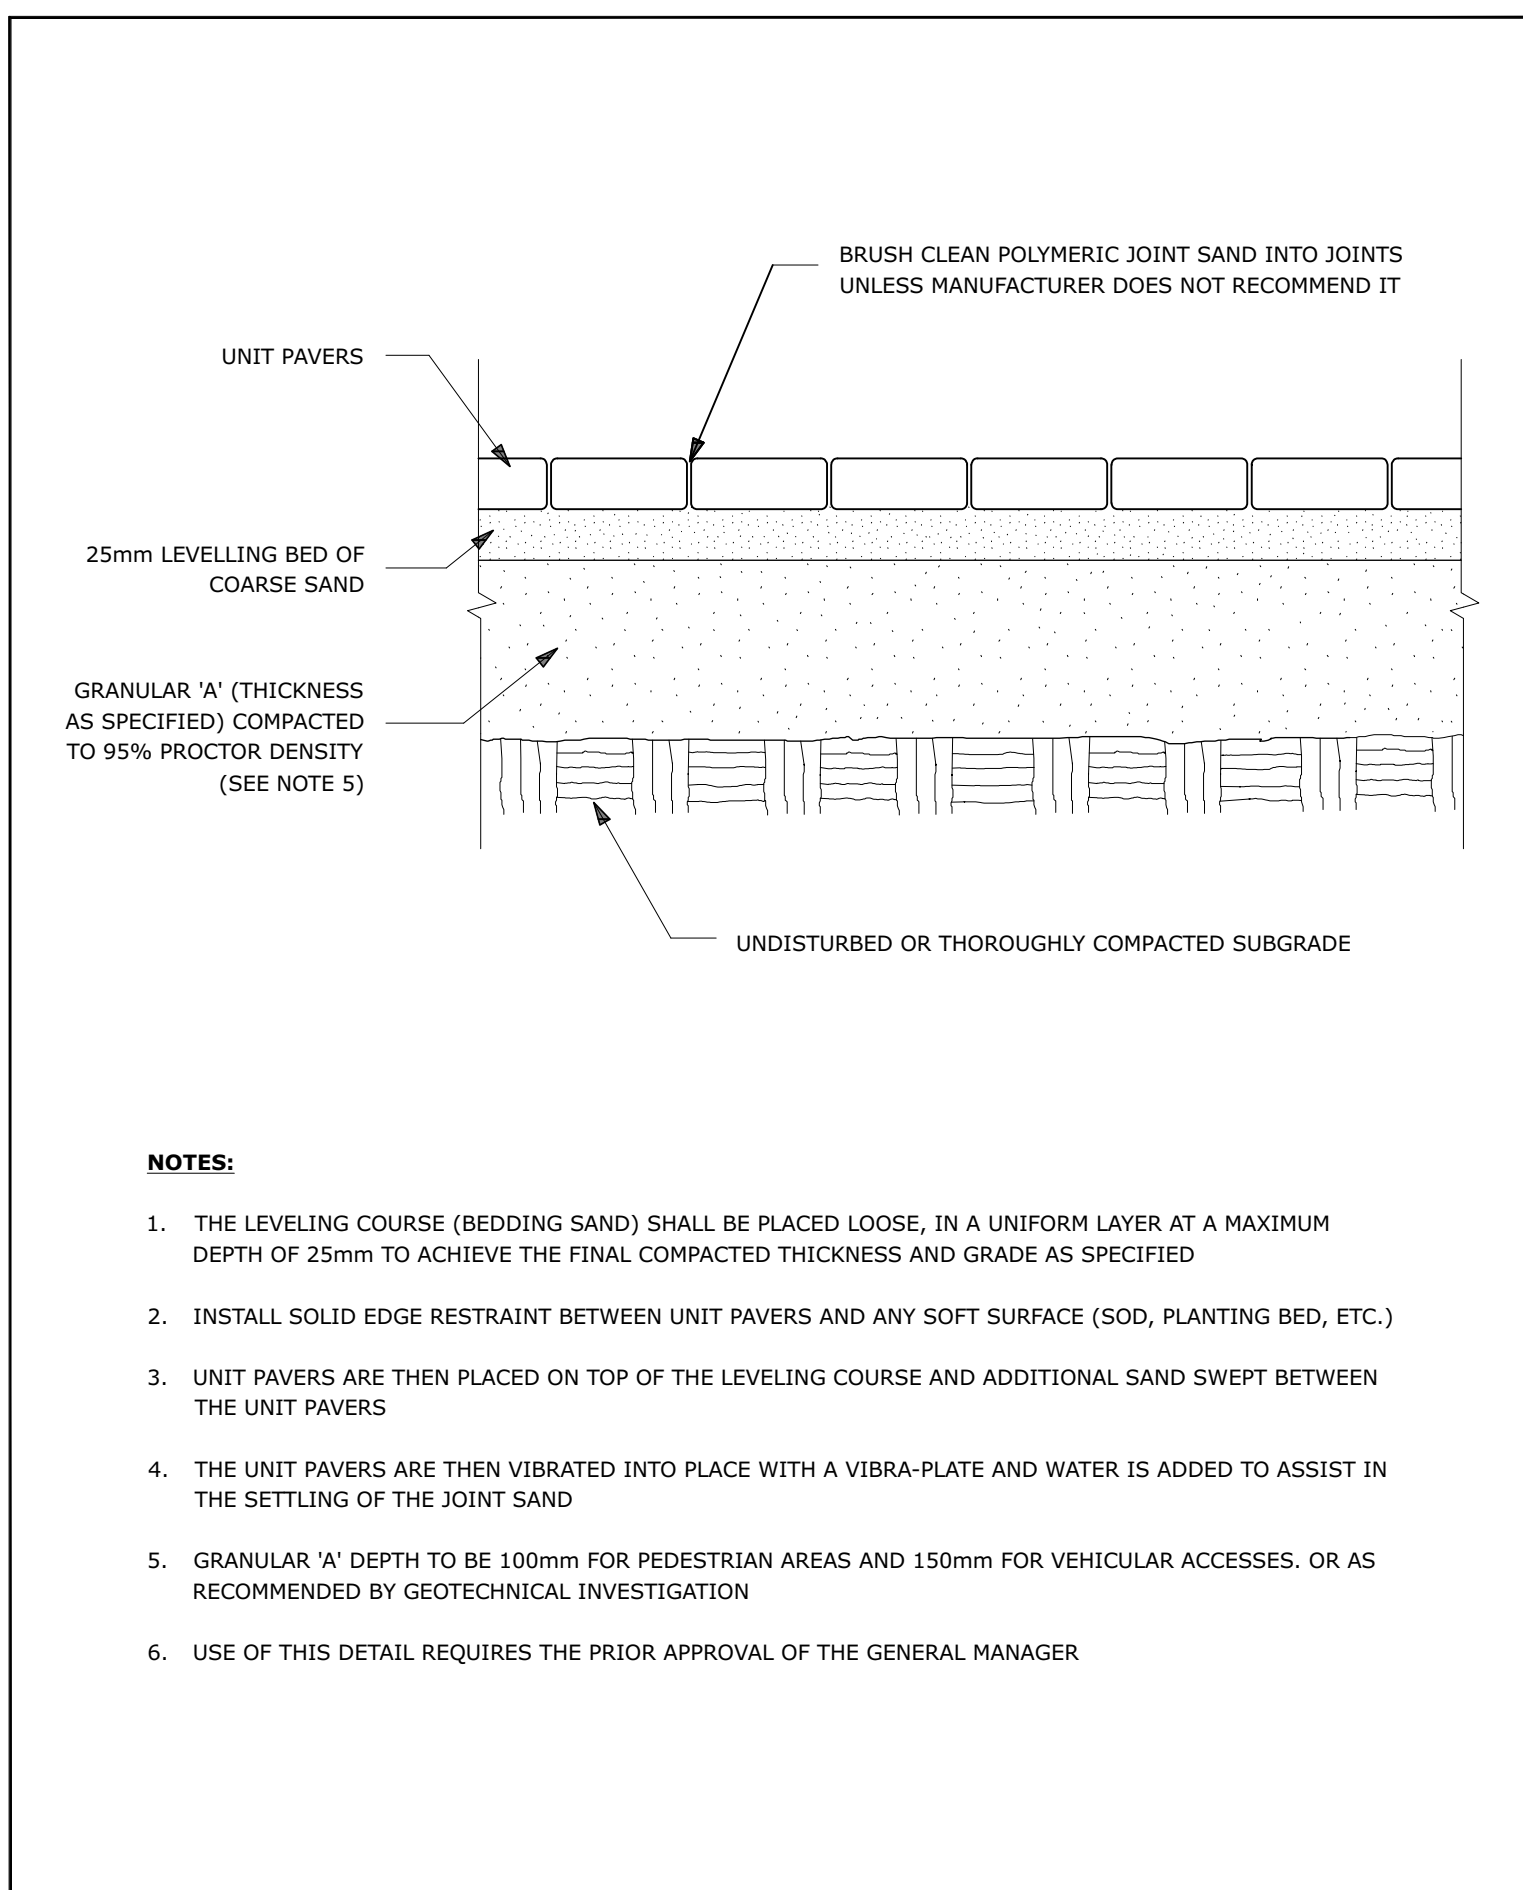 BRUSH CLEAN POLYMERIC JOINT SAND INTO JOINTS
UNLESS MANUFACTURER DOES NOT RECOMMEND IT
UNIT PAVERS
25mm LEVELLING BED OF
COARSE SAND
GRANULAR 'A' (THICKNESS
AS SPECIFIED) COMPACTED
TO 95% PROCTOR DENSITY
(SEE NOTE 5)
UNDISTURBED OR THOROUGHLY COMPACTED SUBGRADE
NOTES:
1. THE LEVELING COURSE (BEDDING SAND) SHALL BE PLACED LOOSE, IN A UNIFORM LAYER AT A MAXIMUM
DEPTH OF 25mm TO ACHIEVE THE FINAL COMPACTED THICKNESS AND GRADE AS SPECIFIED
2. INSTALL SOLID EDGE RESTRAINT BETWEEN UNIT PAVERS AND ANY SOFT SURFACE (SOD, PLANTING BED, ETC.)
3. UNIT PAVERS ARE THEN PLACED ON TOP OF THE LEVELING COURSE AND ADDITIONAL SAND SWEPT BETWEEN
THE UNIT PAVERS
4. THE UNIT PAVERS ARE THEN VIBRATED INTO PLACE WITH A VIBRA-PLATE AND WATER IS ADDED TO ASSIST IN
THE SETTLING OF THE JOINT SAND
5. GRANULAR 'A' DEPTH TO BE 100mm FOR PEDESTRIAN AREAS AND 150mm FOR VEHICULAR ACCESSES. OR AS
RECOMMENDED BY GEOTECHNICAL INVESTIGATION
6. USE OF THIS DETAIL REQUIRES THE PRIOR APPROVAL OF THE GENERAL MANAGER